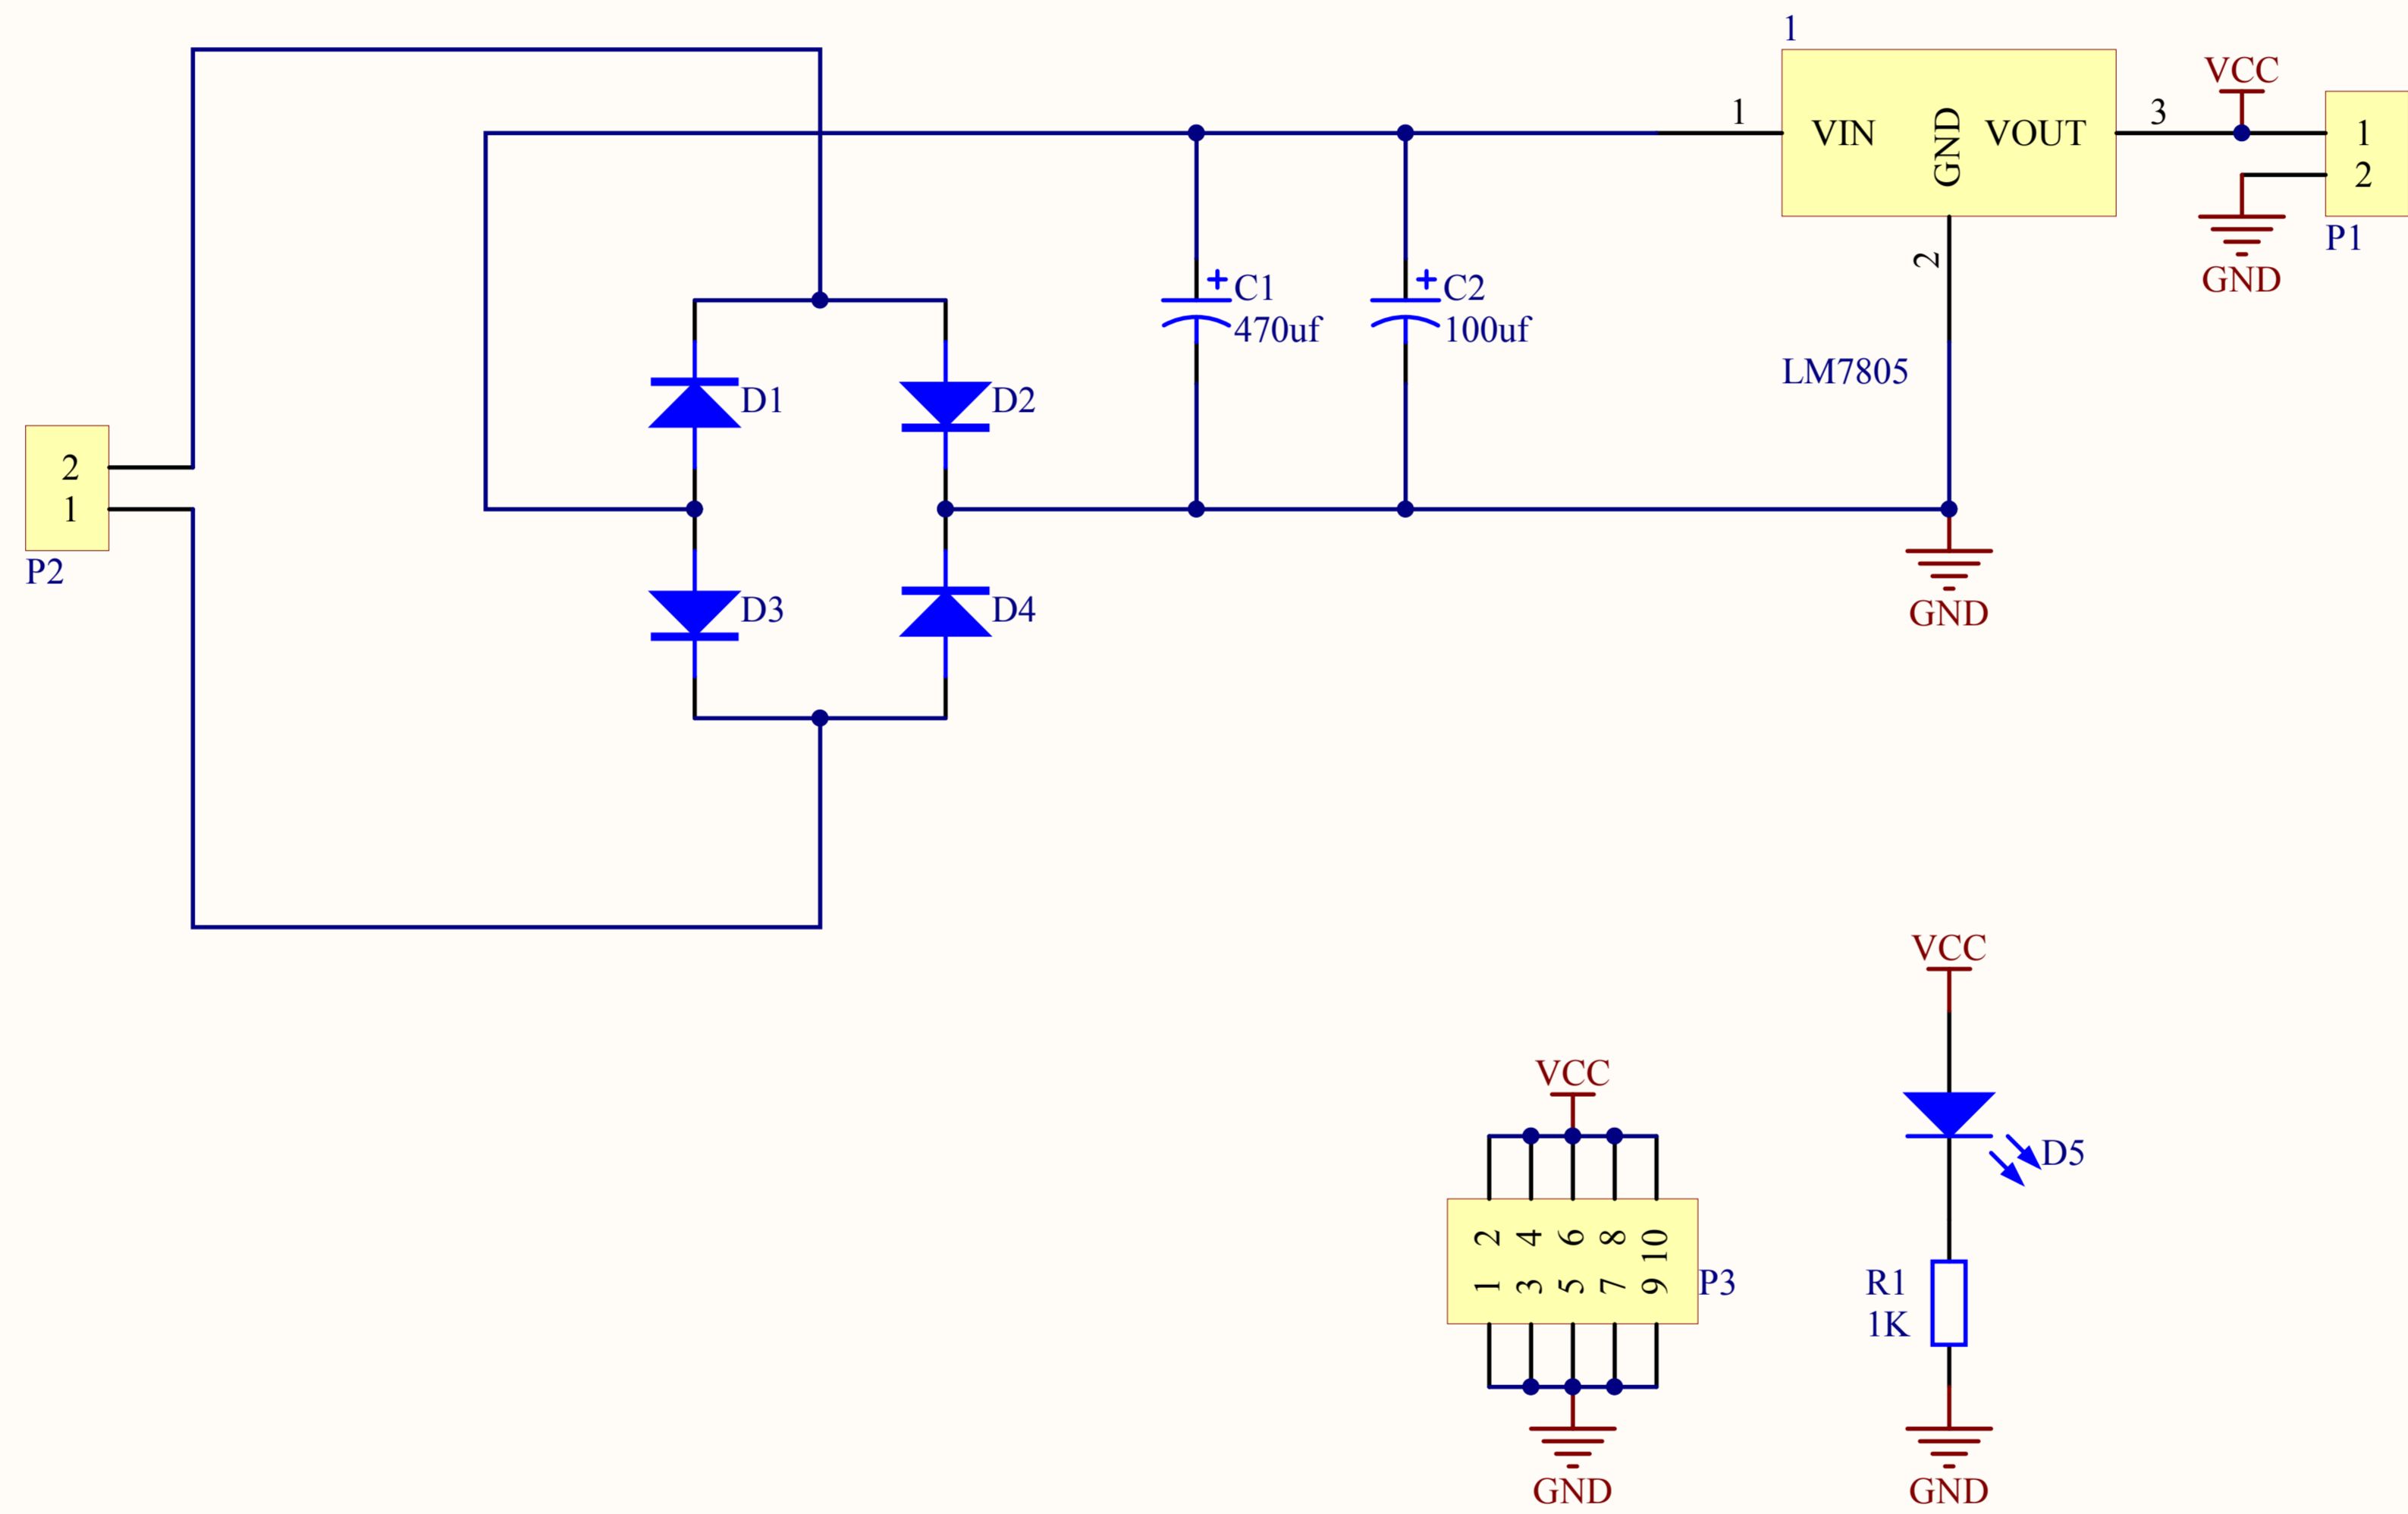 1
VCC
1
VIN
GND
VOUT
3
1
2
2
P1
GND
C1
470uf
C2
100uf
LM7805
D1
D2
2
1
P2
D3
D4
GND
VCC
VCC
D5
2 4 6 8 10
1 3 5 7 9
P3
R1
1K
GND
GND